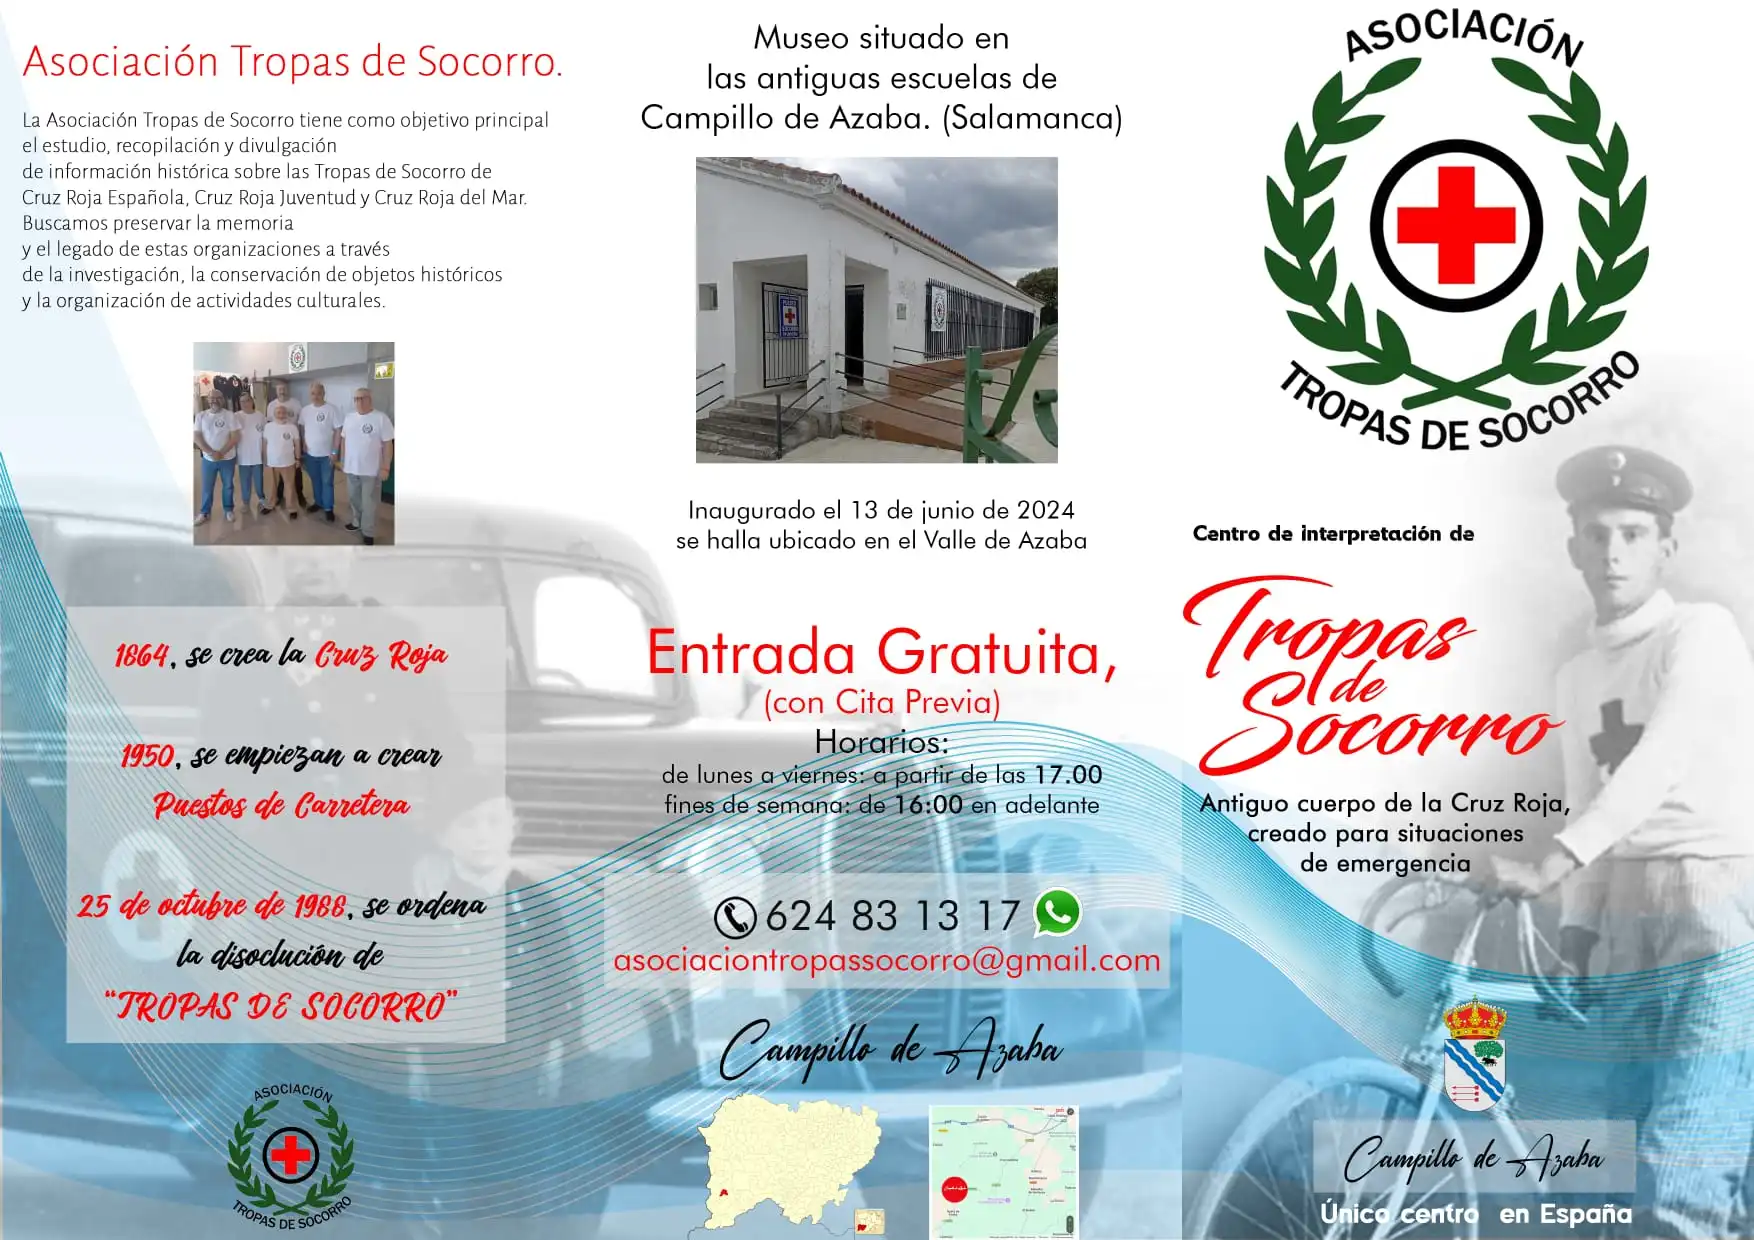 Asociación Tropas de Socorro.
La Asociación Tropas de Socorro tiene como objetivo principal
el estudio, recopilación y divulgación
de información histórica sobre las Tropas de Socorro de
Cruz Roja Española, Cruz Roja Juventud y Cruz Roja del Mar.
Buscamos preservar la memoria
y el legado de estas organizaciones a través
de la investigación, la conservación de objetos históricos
y la organización de actividades culturales.
1864, se crea la Cruz Roja
1950, se empiezan a crear
Puestos de Carretera
25 de octubre de 1988, se ordena
la disoclución de
“TROPAS DE SOCORRO”
ASOCIACIÓN
TROPAS DE SOCORRO
Museo situado en
las antiguas escuelas de
Campillo de Azaba. (Salamanca)
PUESTO
SOCORRO
Inaugurado el 13 de junio de 2024
se halla ubicado en el Valle de Azaba
Entrada Gratuita,
(con Cita Previa)
Horarios:
de lunes a viernes: a partir de las 17.00
fines de semana: de 16:00 en adelante
624 83 13 17
asociaciontropassocorro@gmail.com
Campillo de Azaba
ASOCIACIÓN
TROPAS DE SOCORRO
Centro de interpretación de
Tropas
de
Socorro
Antiguo cuerpo de la Cruz Roja,
creado para situaciones
de emergencia
Campillo de Azaba
Único centro en España